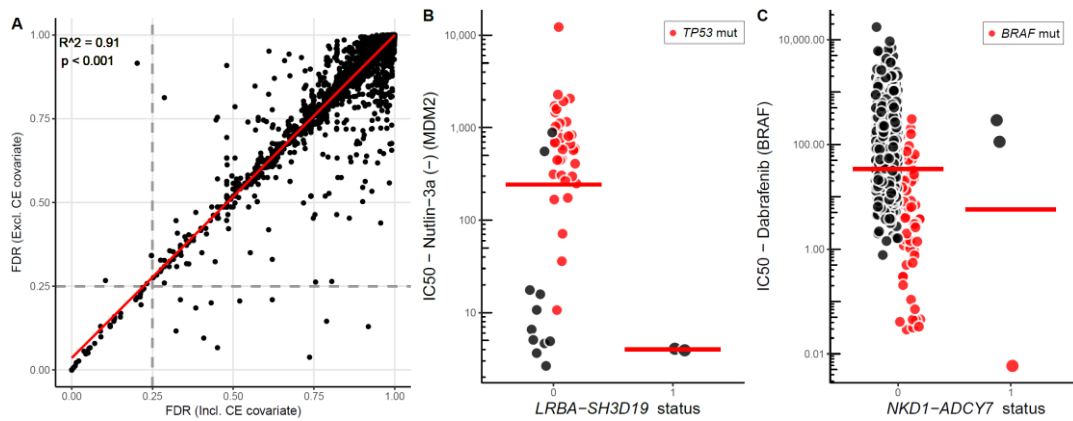 A
R^2 = 0.91
p < 0.001
FDR (Excl. CE covariate)
1.00
0.75
0.50
0.25
0.00
0.00
0.25
0.50
0.75
1.00
FDR (Incl. CE covariate)
B
TP53 mut
IC50 − Nutlin−3a (−) (MDM2)
10,000
1,000
100
10
0
1
LRBA−SH3D19 status
C
BRAF mut
IC50 − Dabrafenib (BRAF)
10,000.00
100.00
1.00
0.01
0
1
NKD1−ADCY7 status